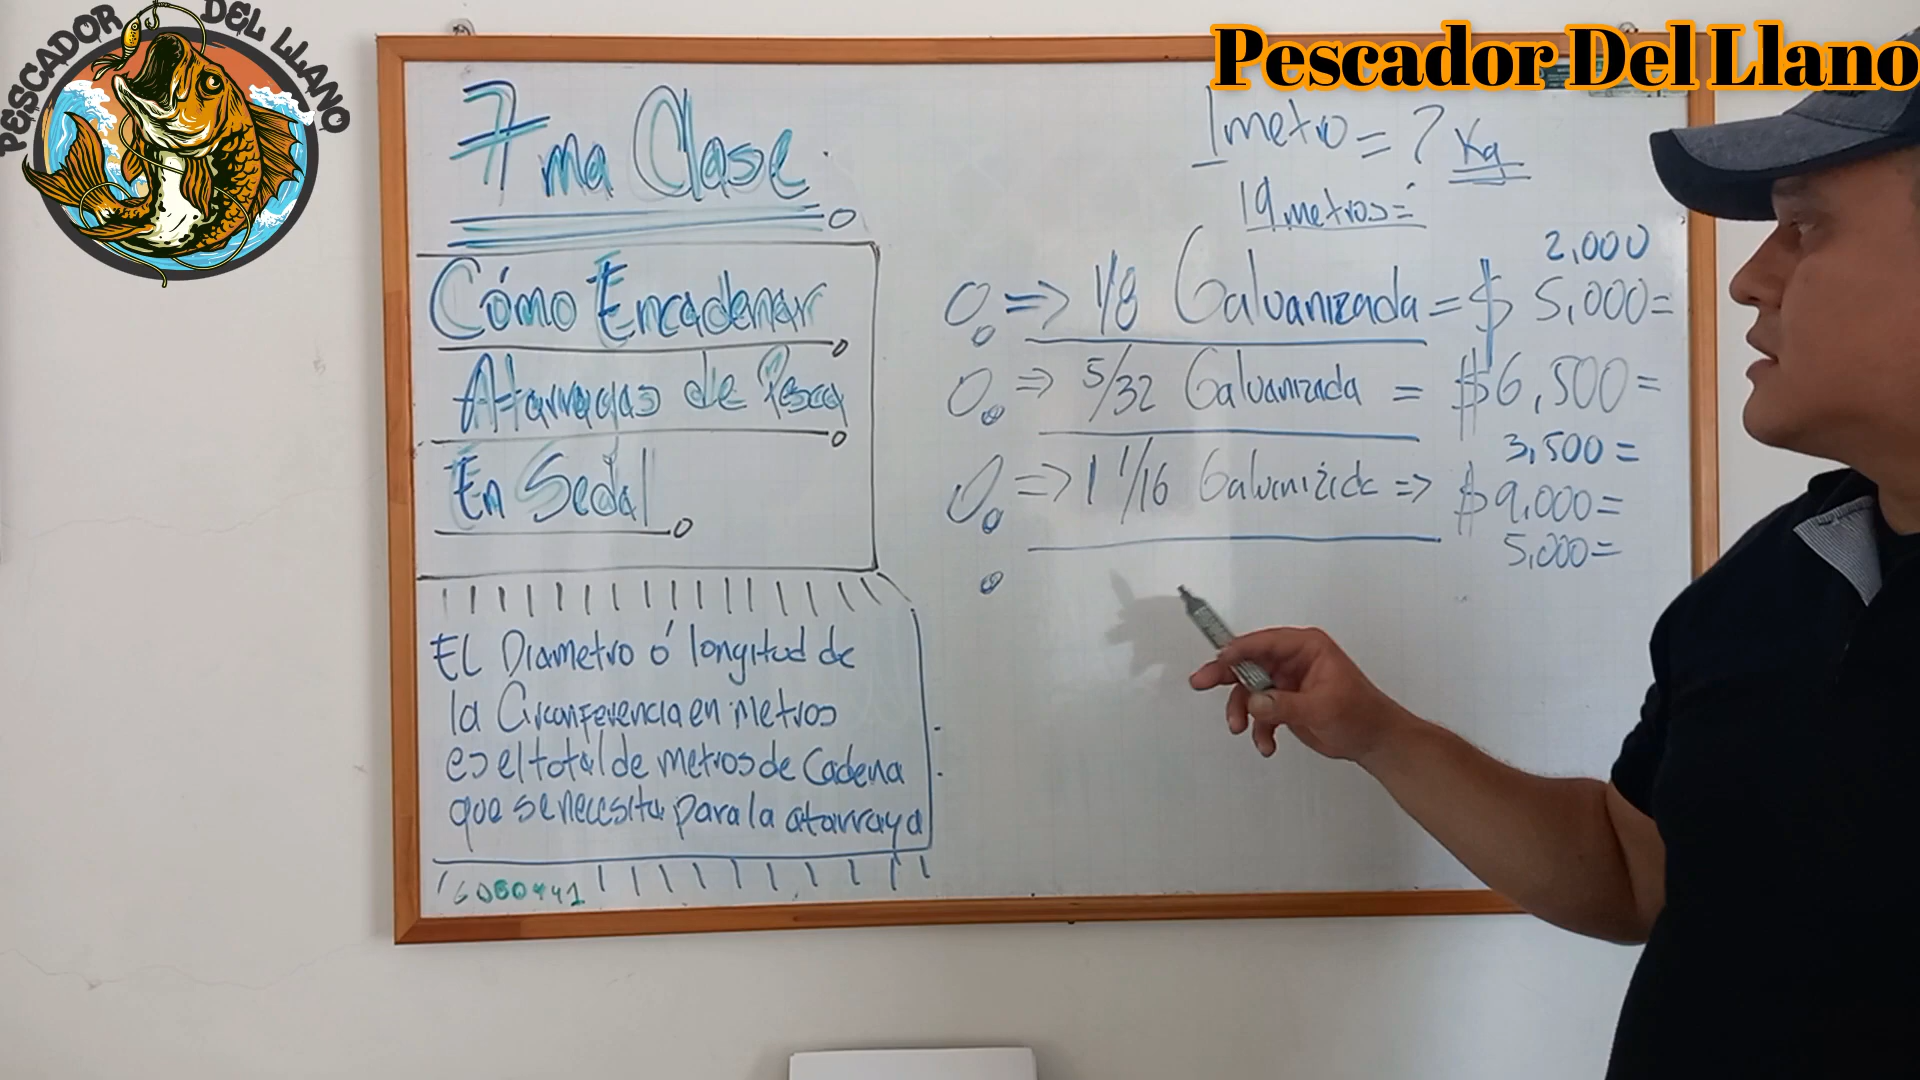 PESCADOR DEL LLANO
Pescador Del Llano
7ma Clase.
Cómo Encadenar
Atarrayas de Pesca
En Sedal
El Diametro ó longitud de
la Circunferencia en metros
es el total de metros de Cadena
que se necesita para la atarraya
6060441
1 metro = ? Kg
19 metros =
2,000
=> 1/8 Galvanizada = $ 5,000=
=> 5/32 Galvanizada = $6,500=
3,500=
=> 1 1/16 Galvanizada => $9,000=
5,000=